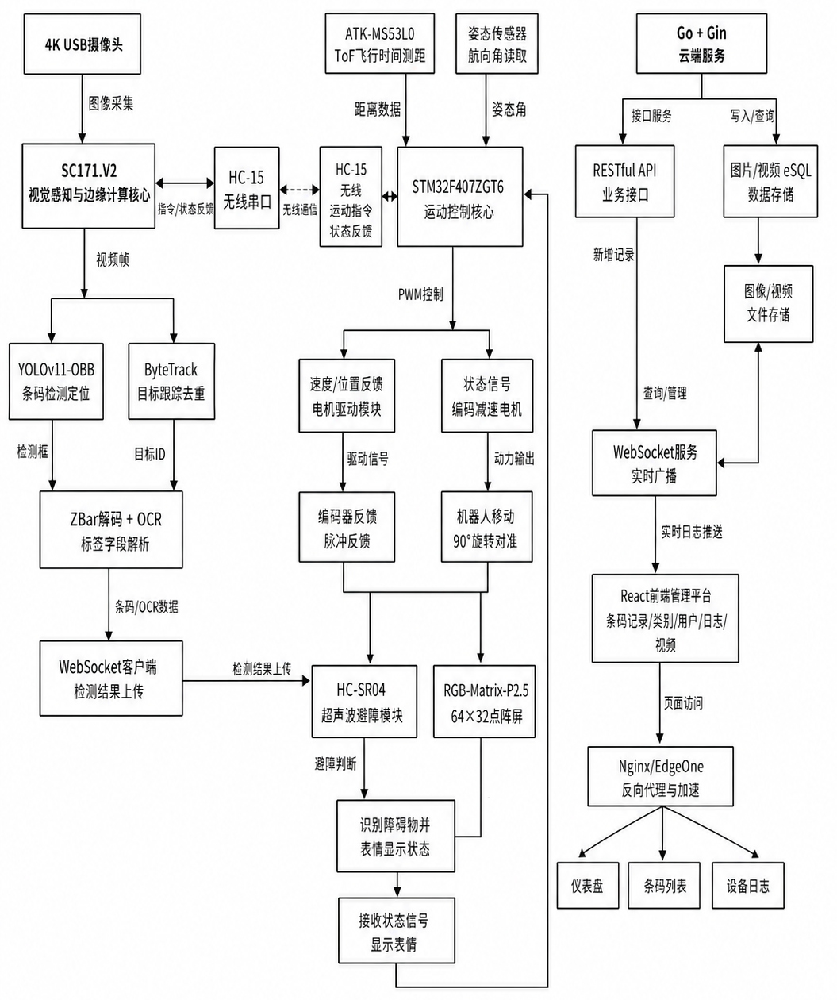 4K USB摄像头
图像采集
SC171.V2
视觉感知与边缘计算核心
指令/状态反馈
HC-15
无线串口
无线通信
HC-15
无线
运动指令
状态反馈
ATK-MS53L0
ToF飞行时间测距
距离数据
姿态传感器
航向角读取
姿态角
STM32F407ZGT6
运动控制核心
视频帧
YOLOv11-OBB
条码检测定位
ByteTrack
目标跟踪去重
检测框
目标ID
ZBar解码 + OCR
标签字段解析
条码/OCR数据
WebSocket客户端
检测结果上传
检测结果上传
PWM控制
速度/位置反馈
电机驱动模块
状态信号
编码减速电机
驱动信号
动力输出
编码器反馈
脉冲反馈
机器人移动
90°旋转对准
HC-SR04
超声波避障模块
RGB-Matrix-P2.5
64×32点阵屏
避障判断
识别障碍物并
表情显示状态
接收状态信号
显示表情
Go + Gin
云端服务
接口服务
写入/查询
RESTful API
业务接口
图片/视频 eSQL
数据存储
新增记录
图像/视频
文件存储
查询/管理
WebSocket服务
实时广播
实时日志推送
React前端管理平台
条码记录/类别/用户/日志/
视频
页面访问
Nginx/EdgeOne
反向代理与加速
仪表盘
条码列表
设备日志